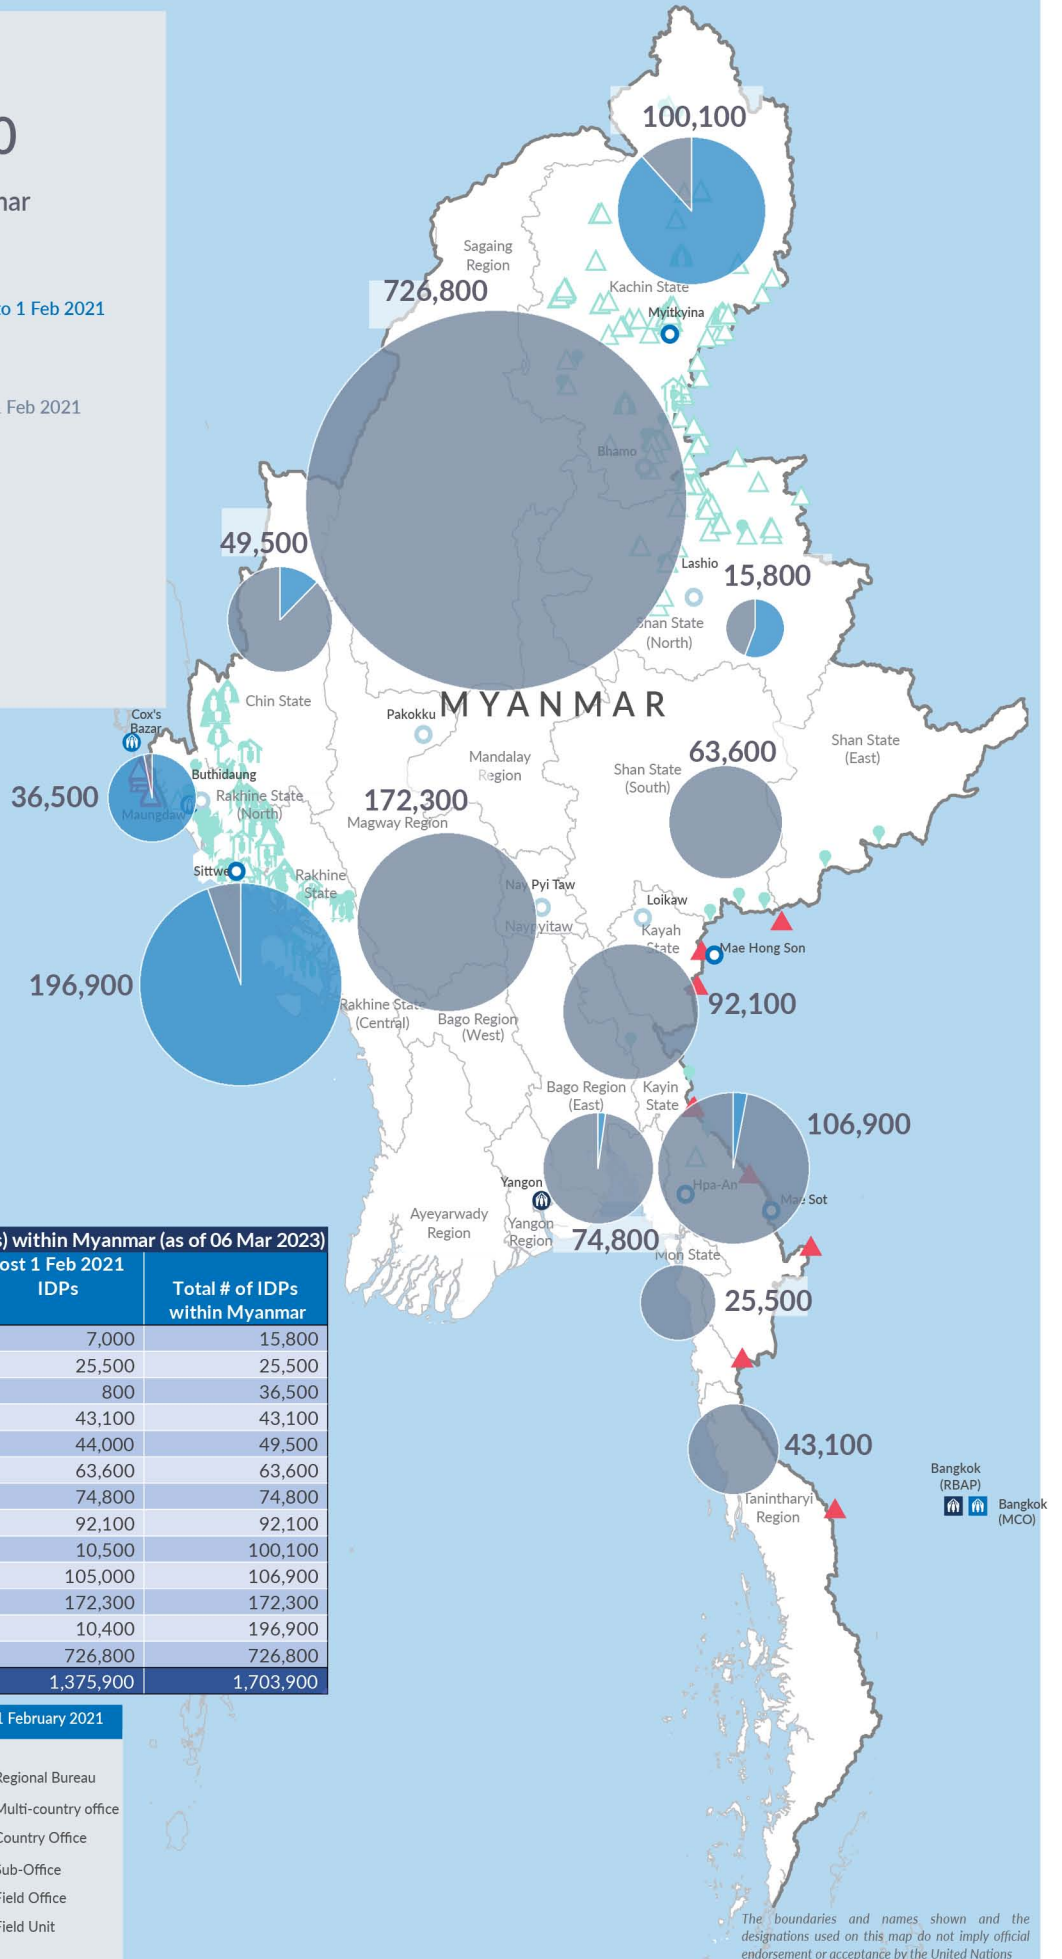 0
nar
to 1 Feb 2021
Feb 2021
100,100
Sagaing
Region
726,800
Kachin State
Myitkyina
Bhamo
49,500
Lashio
15,800
Shan State
(North)
Chin State
MYANMAR
Pakokku
Cox's
Bazar
Mandalay
Region
63,600
Shan State
(South)
Shan State
(East)
Buthidaung
Rakhine State
(North)
36,500
Maungdaw
172,300
Magway Region
Sittwe
Rakhine
State
Nay Pyi Taw
Naypyitaw
Loikaw
Kayah
State
Mae Hong Son
196,900
92,100
Rakhine State
(Central)
Bago Region
(West)
Bago Region
(East)
Kayin
State
106,900
Yangon
Hpa-An
Mae Sot
Ayeyarwady
Region
Yangon
Region
74,800
Mon State
25,500
43,100
Tanintharyi
Region
Bangkok
(RBAP)
Bangkok
(MCO)
s) within Myanmar (as of 06 Mar 2023)
ost 1 Feb 2021
IDPs
Total # of IDPs
within Myanmar
7,000 15,800
25,500 25,500
800 36,500
43,100 43,100
44,000 49,500
63,600 63,600
74,800 74,800
92,100 92,100
10,500 100,100
105,000 106,900
172,300 172,300
10,400 196,900
726,800 726,800
1,375,900 1,703,900
1 February 2021
Regional Bureau
Multi-country office
Country Office
Sub-Office
Field Office
Field Unit
The boundaries and names shown and the
designations used on this map do not imply official
endorsement or acceptance by the United Nations